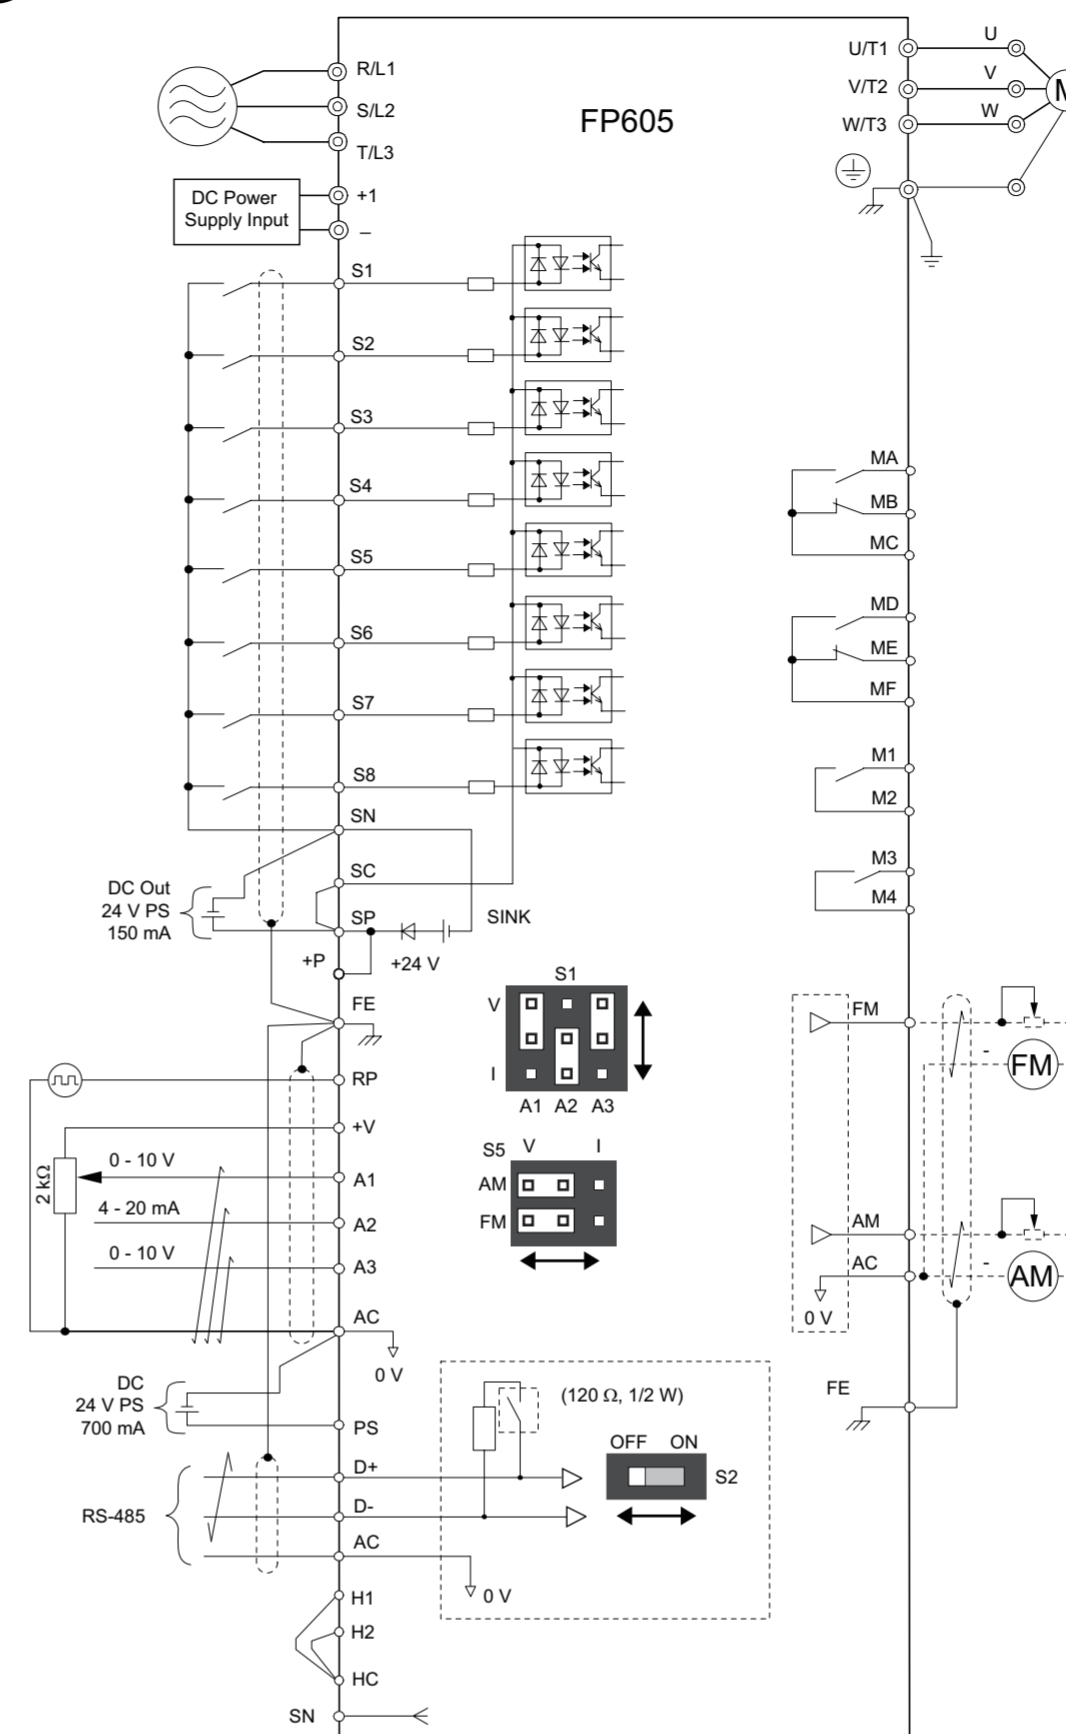 FP605
R/L1
S/L2
T/L3
DC Power
Supply Input
+1
–
S1
S2
S3
S4
S5
S6
S7
S8
SN
SC
DC Out
24 V PS
150 mA
SP
+24 V
SINK
+P
FE
RP
+V
2 kΩ
0 - 10 V
A1
4 - 20 mA
A2
0 - 10 V
A3
AC
0 V
DC
24 V PS
700 mA
PS
RS-485
D+
D-
AC
0 V
H1
H2
HC
SN
S1
V
I
A1 A2 A3
S5 V I
AM
FM
(120 Ω, 1/2 W)
OFF ON
S2
U/T1
U
V/T2
V
W/T3
W
M
MA
MB
MC
MD
ME
MF
M1
M2
M3
M4
FM
-
FM
AM
AC
-
AM
0 V
FE